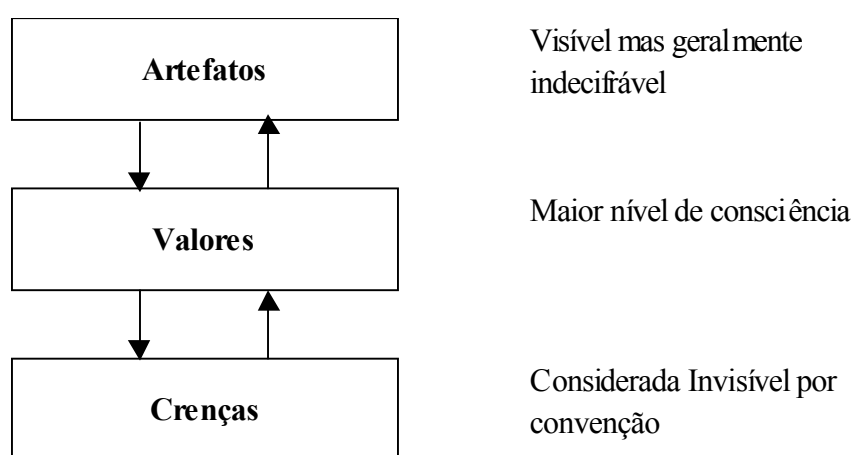 Artefatos
Visível mas geralmente
indecifrável
Valores
Maior nível de consciência
Crenças
Considerada Invisível por
convenção